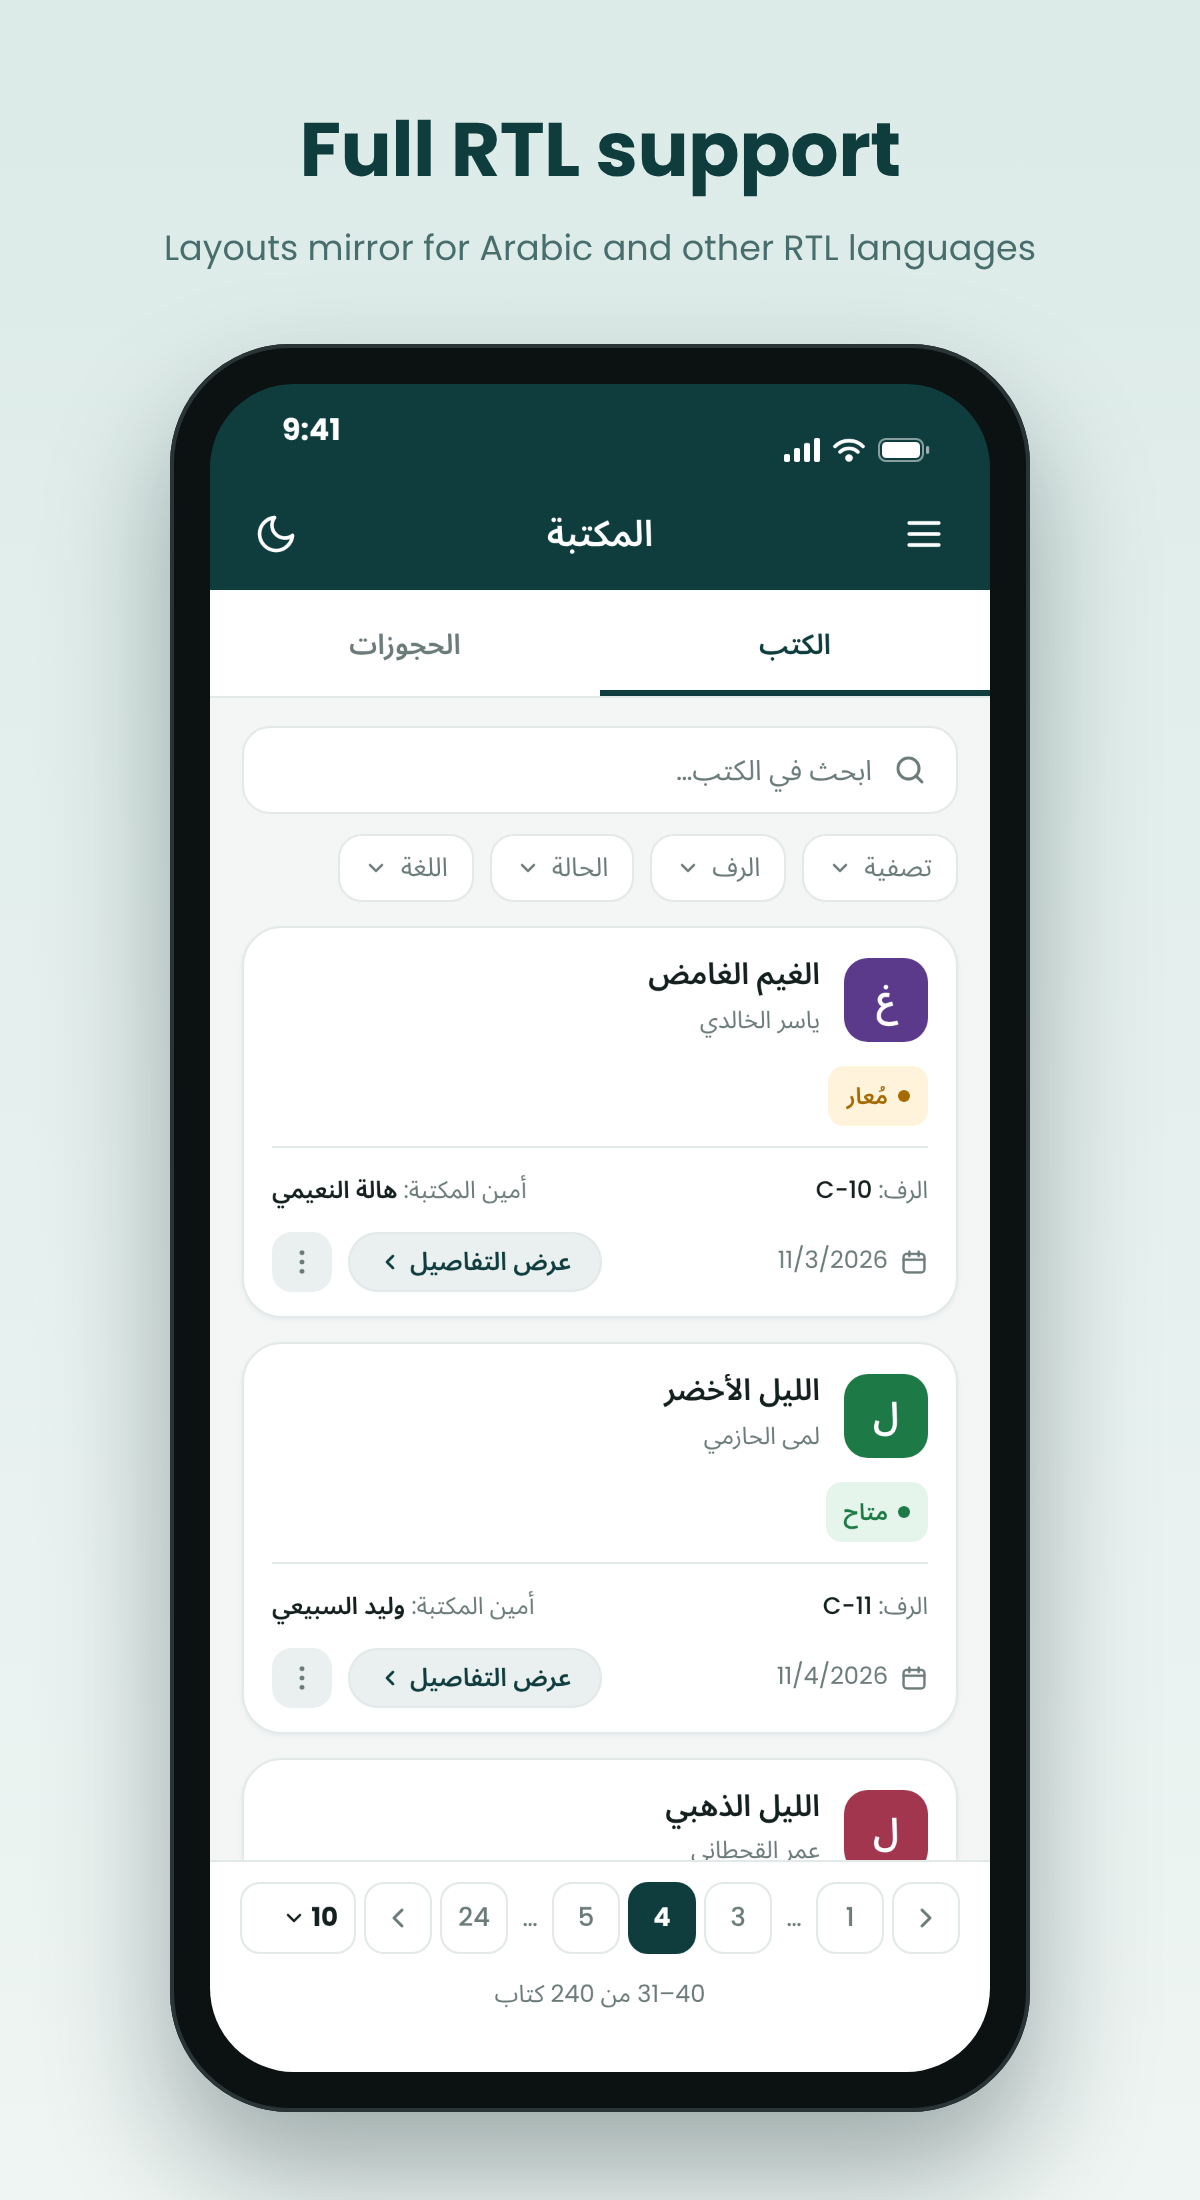 Full RTL support
Layouts mirror for Arabic and other RTL languages
9:41
المكتبة
الكتب
الحجوزات
ابحث في الكتب...
تصفية
الرف
الحالة
اللغة
غ
الغيم الغامض
ياسر الخالدي
مُعار
الرف: C-10
أمين المكتبة: هالة النعيمي
11/3/2026
عرض التفاصيل
ل
الليل الأخضر
لمى الحازمي
متاح
الرف: C-11
أمين المكتبة: وليد السبيعي
11/4/2026
عرض التفاصيل
ل
الليل الذهبي
عمر القحطاني
1 ... 3 4 5 ... 24
10
31–40 من 240 كتاب